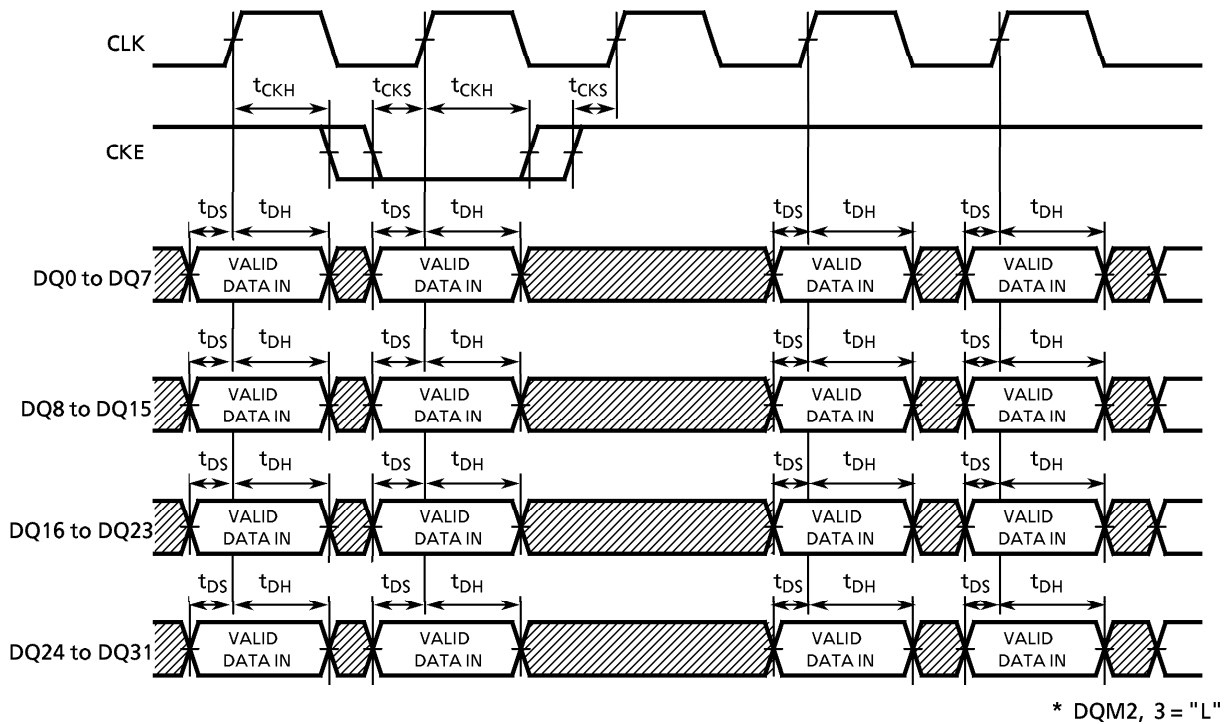 CLK
tCKH tCKS tCKH tCKS
CKE
tDS tDH tDS tDH tDS tDH tDS tDH
DQ0 to DQ7
VALID DATA IN
VALID DATA IN
VALID DATA IN
VALID DATA IN
tDS tDH tDS tDH tDS tDH tDS tDH
DQ8 to DQ15
VALID DATA IN
VALID DATA IN
VALID DATA IN
VALID DATA IN
tDS tDH tDS tDH tDS tDH tDS tDH
DQ16 to DQ23
VALID DATA IN
VALID DATA IN
VALID DATA IN
VALID DATA IN
tDS tDH tDS tDH tDS tDH tDS tDH
DQ24 to DQ31
VALID DATA IN
VALID DATA IN
VALID DATA IN
VALID DATA IN
* DQM2, 3 = "L"